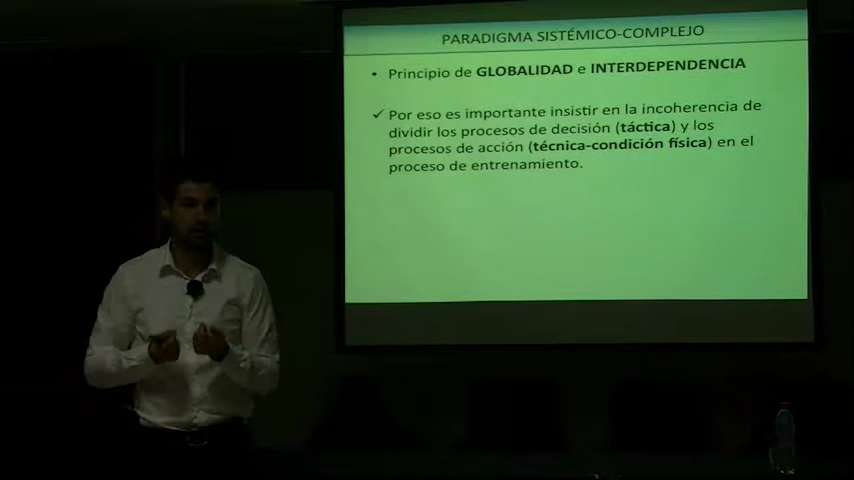 PARADIGMA SISTÉMICO-COMPLEJO
• Principio de GLOBALIDAD e INTERDEPENDENCIA
✓ Por eso es importante insistir en la incoherencia de
dividir los procesos de decisión (táctica) y los
procesos de acción (técnica-condición física) en el
proceso de entrenamiento.